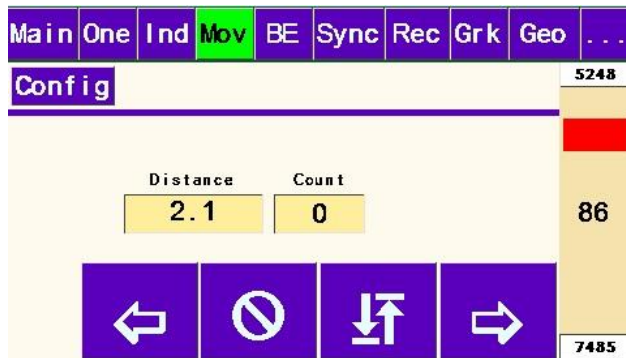 Main One Ind Mov BE Sync Rec Grk Geo ...
Config
5248
Distance Count
2.1 0
86
7485